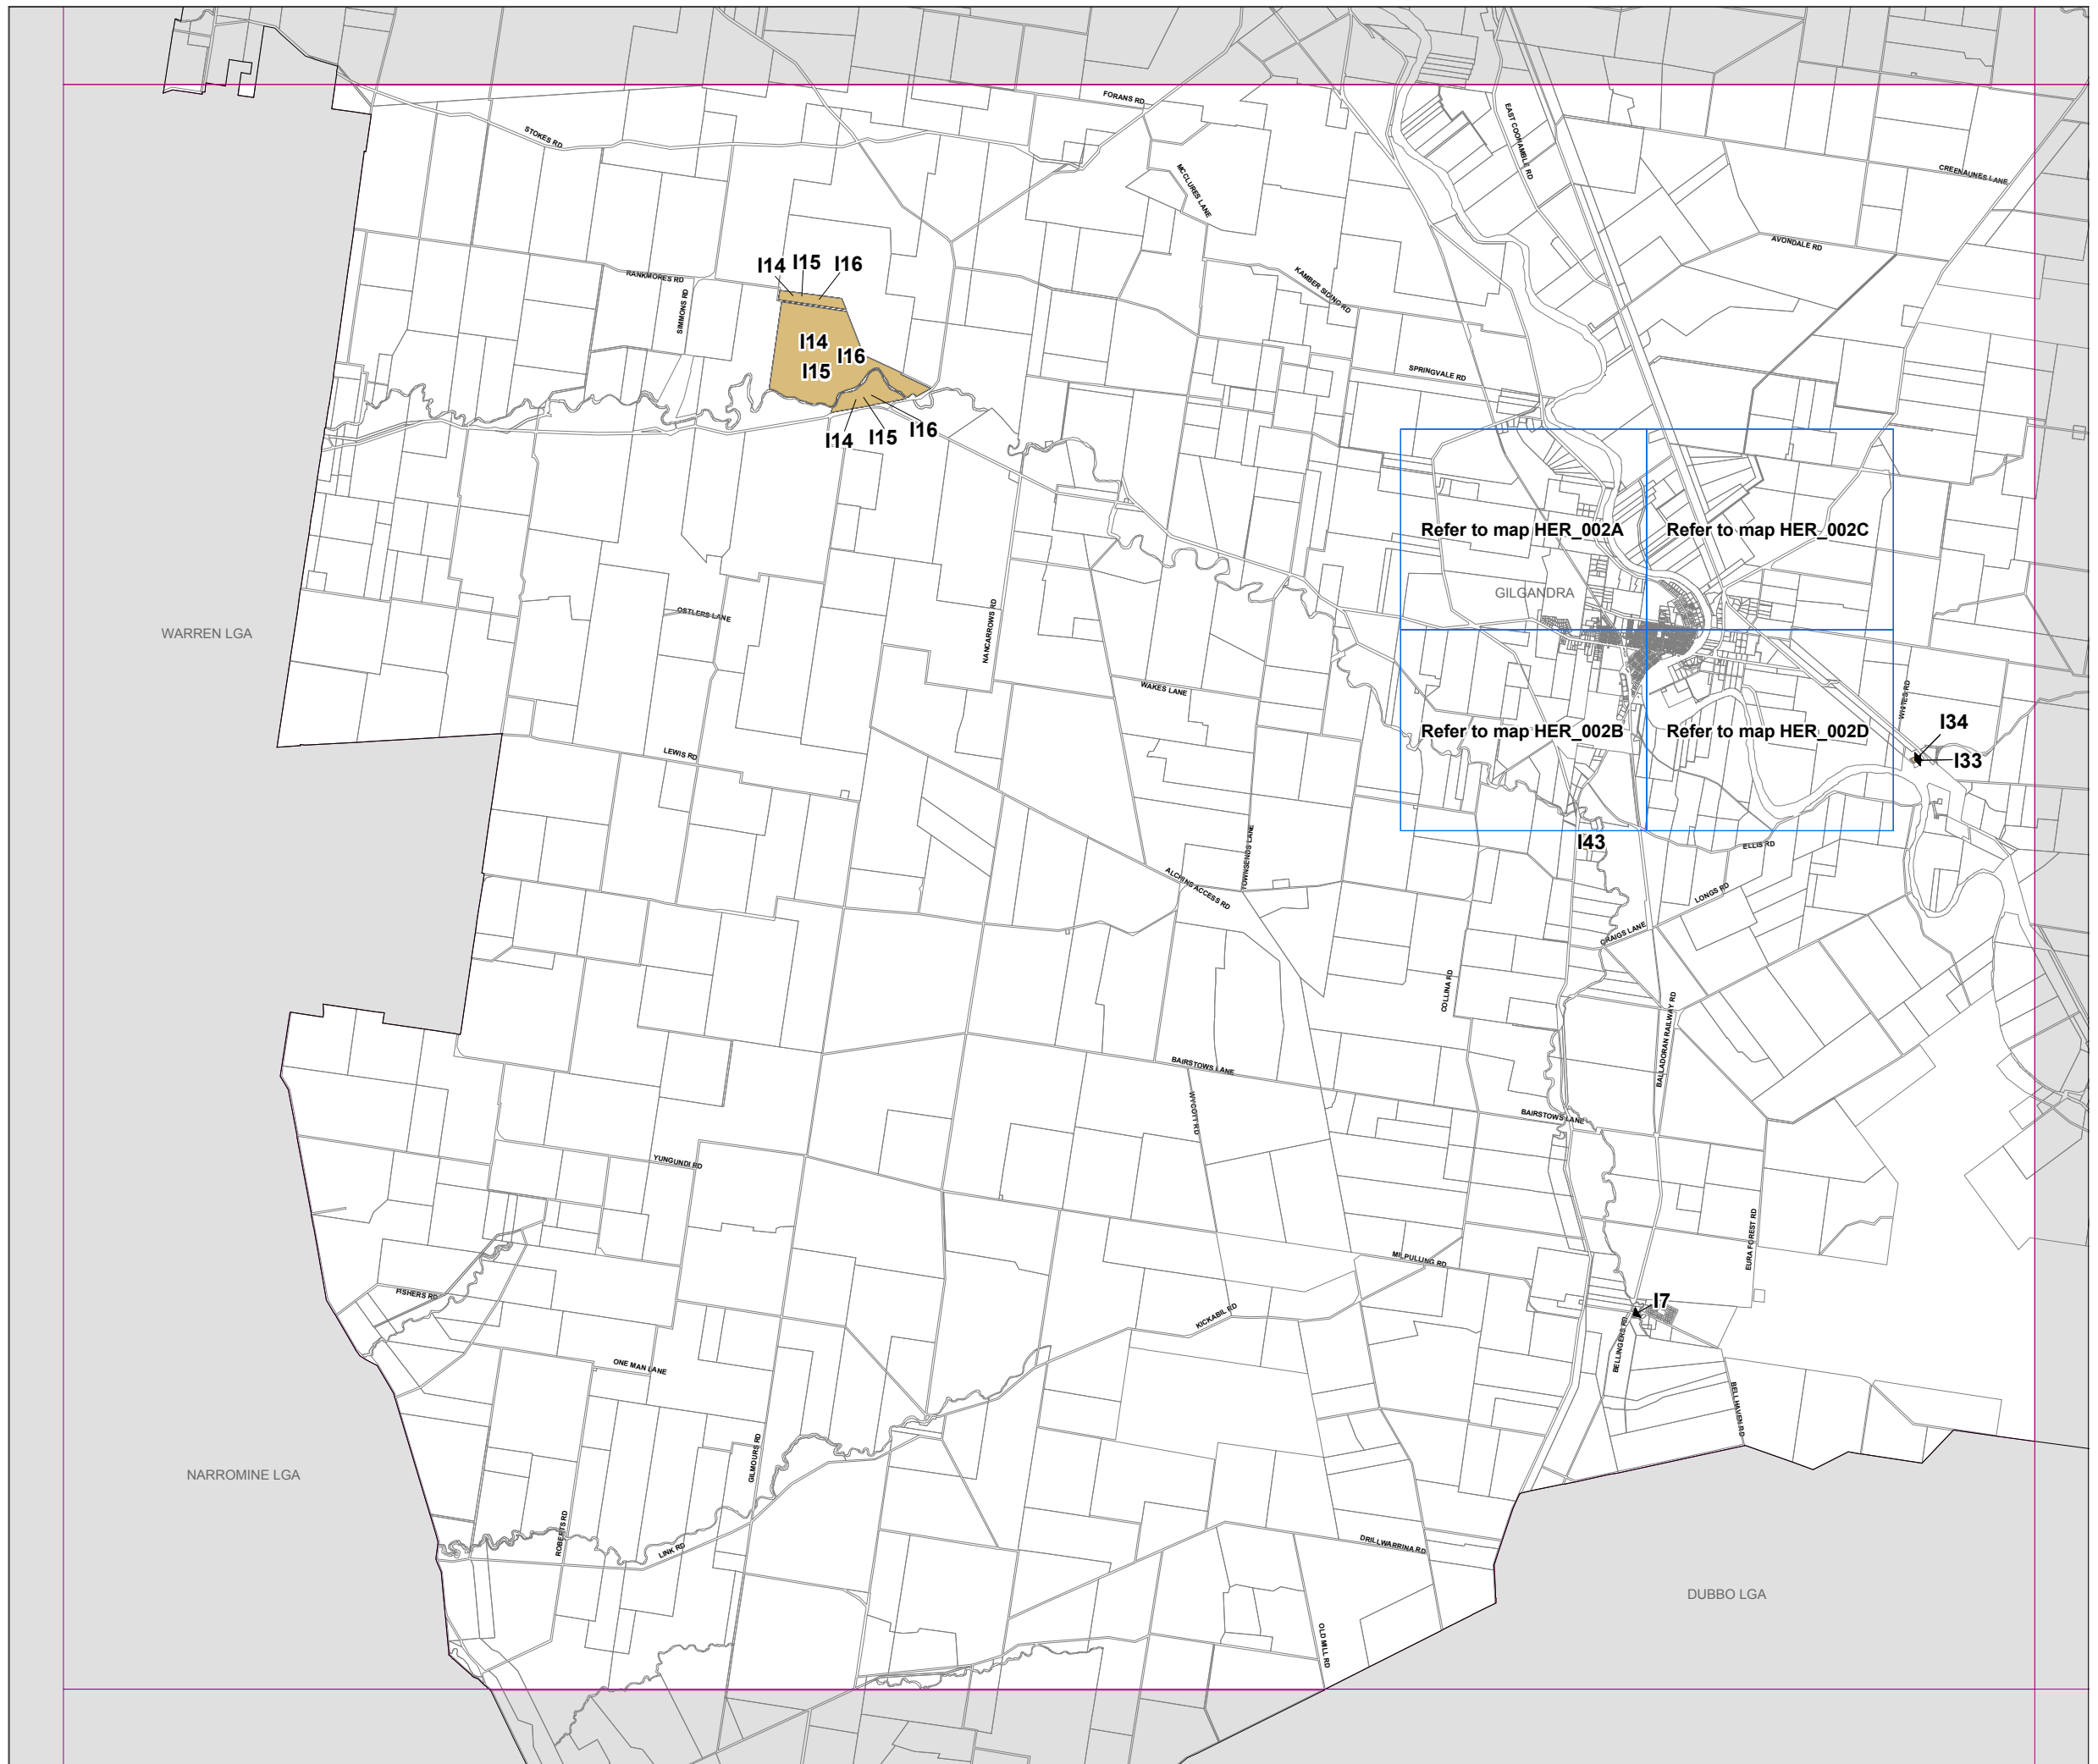 FORANS RD
EAST COONAMBLE RD
STOKES RD
CREENAUNES LANE
MCCLURES LANE
AVONDALE RD
I14 I15 I16
RANKMORES RD
KAMBER SIDING RD
SIMMONS RD
I14
I16
I15
SPRINGVALE RD
I14 I15 I16
Refer to map HER_002A
Refer to map HER_002C
GILGANDRA
OSTLERS LANE
WARREN LGA
NANCARROWS RD
WAKES LANE
WHITES RD
I34
Refer to map HER_002B
Refer to map HER_002D
LEWIS RD
I33
I43
ELLIS RD
TOWNSENDS LANE
ALCHINS ACCESS RD
LONGS RD
CRAIGS LANE
COLLINA RD
BALLADORAN RAILWAY RD
BAIRSTOWS LANE
WYCOTT RD
BAIRSTOWS LANE
YUNGUNDI RD
EURA FOREST RD
MILPULLING RD
FISHERS RD
I7
KICKABIL RD
BELLINGERS RD
ONE MAN LANE
BELLHAVEN RD
GILMOURS RD
NARROMINE LGA
ROBERTS RD
LINK RD
DRILLWARRINA RD
DUBBO LGA
OLD MILL RD